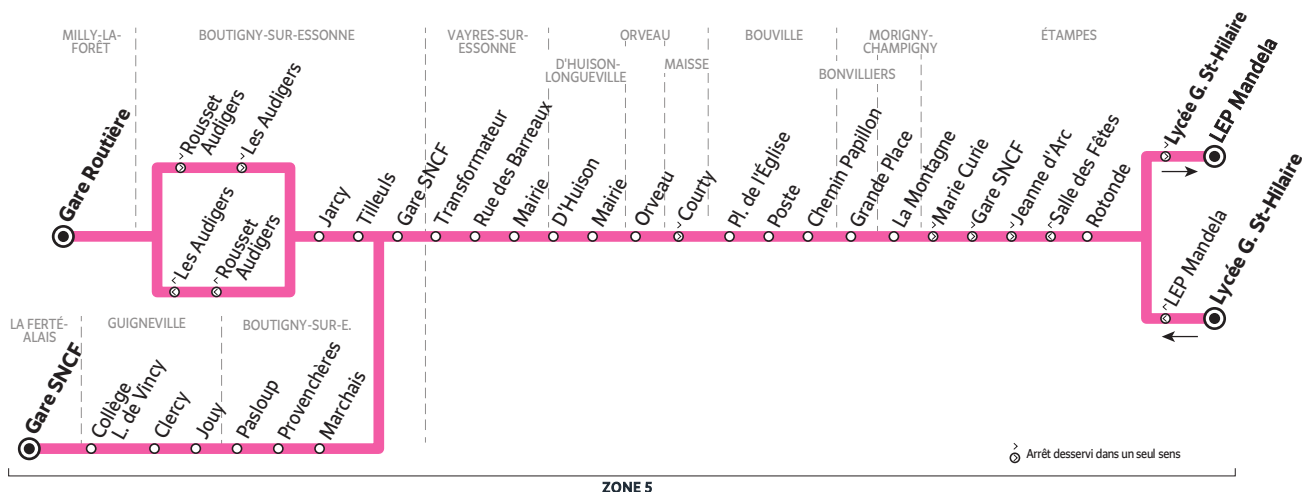 MILLY-LA-
FORÊT
BOUTIGNY-SUR-ESSONNE
VAYRES-SUR-
ESSONNE
ORVEAU
BOUVILLE
MORIGNY-
CHAMPIGNY
ÉTAMPES
D'HUISON-
LONGUEVILLE
MAISSE
BONVILLIERS
Gare Routière
Rousset
Audigers
Les Audigers
Les Audigers
Rousset
Audigers
Jarcy
Tilleuls
Gare SNCF
Transformateur
Rue des Barreaux
Mairie
D'Huison
Mairie
Orveau
Courty
Pl. de l'Église
Poste
Chemin Papillon
Grande Place
La Montagne
Marie Curie
Gare SNCF
Jeanne d'Arc
Salle des Fêtes
Rotonde
Lycée G. St-Hilaire
LEP Mandela
LEP Mandela
Lycée G. St-Hilaire
LA FERTÉ-
ALAIS
GUIGNEVILLE
BOUTIGNY-SUR-E.
Gare SNCF
Collège
L. de Vincy
Clercy
Jouy
Pasloup
Provenchères
Marchais
Arrêt desservi dans un seul sens
ZONE 5